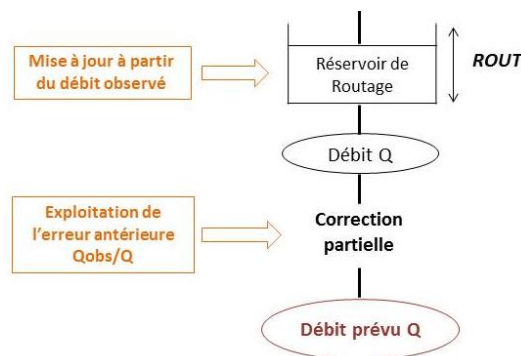 Mise à jour à partir
du débit observé
Réservoir de
Routage
ROUT
Débit Q
Exploitation de
l'erreur antérieure
Qobs/Q
Correction
partielle
Débit prévu Q